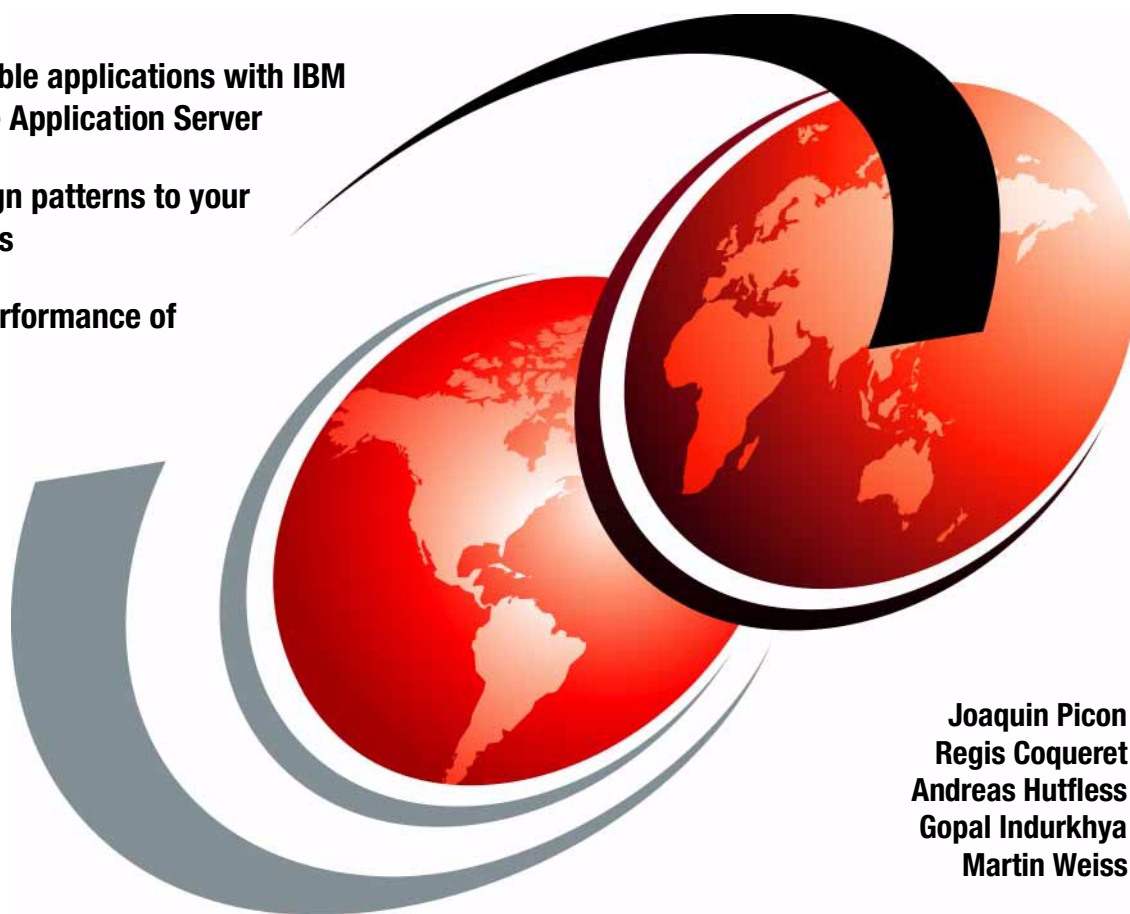 ble applications with IBM
Application Server
gn patterns to your
s
rformance of
Joaquin Picon
Regis Coqueret
Andreas Hutfless
Gopal Indurkhya
Martin Weiss